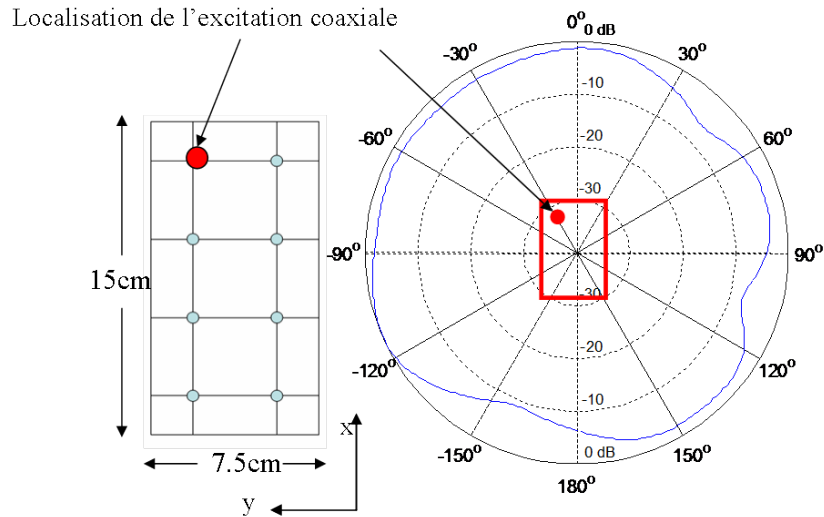 Localisation de l'excitation coaxiale
0°
0 dB
-30°
30°
-10
-60°
60°
-20
-30
-90°
90°
15cm
-30
-20
-120°
120°
-10
x
7.5cm
-150°
0 dB
150°
y
180°